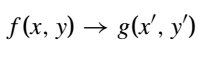 f(x, y) → g(x′, y′)